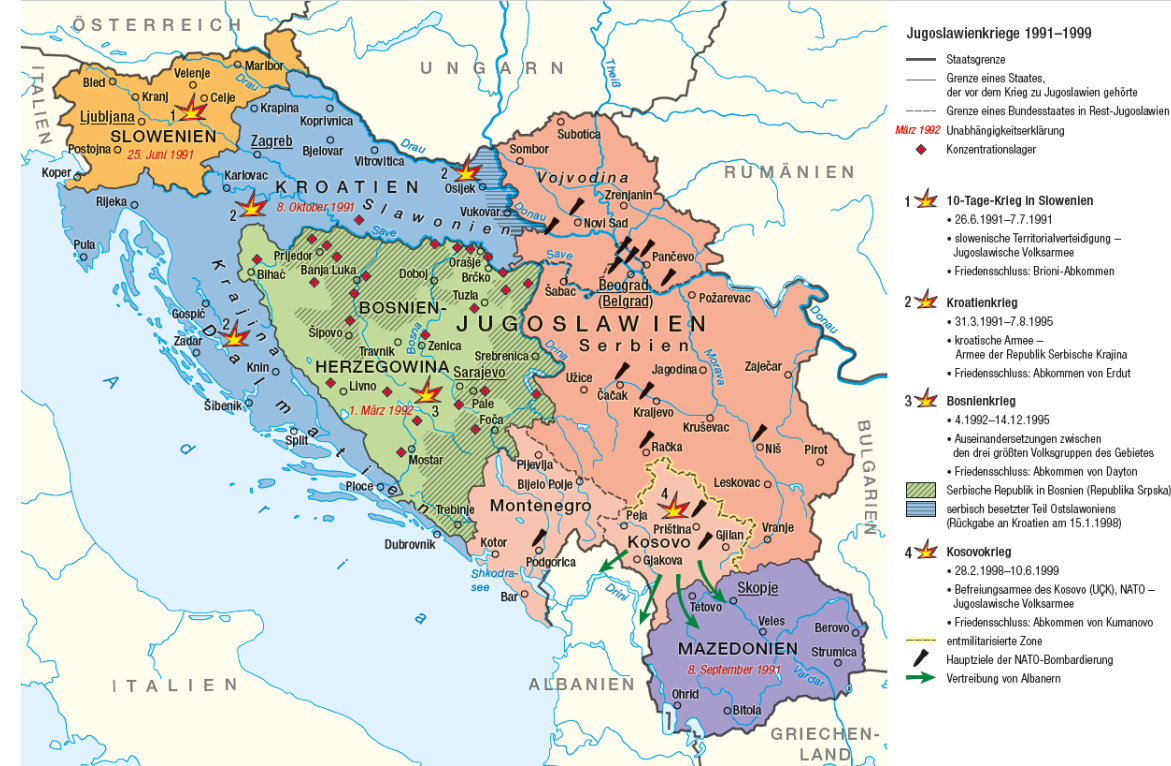 ÖSTERREICH
UNGARN
ITALIEN
RUMÄNIEN
BULGARIEN
ALBANIEN
GRIECHEN-
LAND
ITALIEN
Adria
Theiß
Drau
Maribor
Velenje
Bled
Kranj
Celje
Ljubljana
1
SLOWENIEN
25. Juni 1991
Postojna
Koper
Krapina
Koprivnica
Zagreb
Bjelovar
Vitrovitica
Drau
Karlovac
KROATIEN
8. Oktober 1991
2
2
Osijek
Slawonien
Vukovar
Save
Rijeka
Pula
Krajina
Gospić
2
Zadar
Knin
Dalmatien
Šibenik
Split
Ploce
Dubrovnik
Subotica
Sombor
Vojvodina
Zrenjanin
Donau
Novi Sad
Save
Pančevo
Beograd
(Belgrad)
Šabac
Požarevac
Donau
Prijedor
Banja Luka
Bihać
Doboj
Orašje
Brčko
Tuzla
BOSNIEN-
Šipovo
Bosna
Travnik
Zenica
Srebrenica
Drina
HERZEGOWINA
Sarajevo
Livno
1. März 1992
3
Pale
Foča
Mostar
Trebinje
JUGOSLAWIEN
Serbien
Morava
Užice
Čačak
Jagodina
Zaječar
Kraljevo
Kruševac
Račka
Niš
Pirot
Leskovac
Vranje
Pljevlja
Bijelo Polje
Montenegro
Kotor
Podgorica
Shkodra-
see
Bar
Drini
4
Peja
Priština
Kosovo
Gjilan
Gjakova
Skopje
Tetovo
Veles
Berovo
MAZEDONIEN
8. September 1991
Strumica
Vardar
Ohrid
Bitola
Jugoslawienkriege 1991–1999
Staatsgrenze
Grenze eines Staates,
der vor dem Krieg zu Jugoslawien gehörte
Grenze eines Bundesstaates in Rest-Jugoslawien
März 1992 Unabhängigkeitserklärung
Konzentrationslager
1 10-Tage-Krieg in Slowenien
• 26.6.1991–7.7.1991
• slowenische Territorialverteidigung –
Jugoslawische Volksarmee
• Friedensschluss: Brioni-Abkommen
2 Kroatienkrieg
• 31.3.1991–7.8.1995
• kroatische Armee –
Armee der Republik Serbische Krajina
• Friedensschluss: Abkommen von Erdut
3 Bosnienkrieg
• 4.1992–14.12.1995
• Auseinandersetzungen zwischen
den drei größten Volksgruppen des Gebietes
• Friedensschluss: Abkommen von Dayton
Serbische Republik in Bosnien (Republika Srpska)
serbisch besetzter Teil Ostslawoniens
(Rückgabe an Kroatien am 15.1.1998)
4 Kosovokrieg
• 28.2.1998–10.6.1999
• Befreiungsarmee des Kosovo (UÇK), NATO –
Jugoslawische Volksarmee
• Friedensschluss: Abkommen von Kumanovo
entmilitarisierte Zone
Hauptziele der NATO-Bombardierung
Vertreibung von Albanern